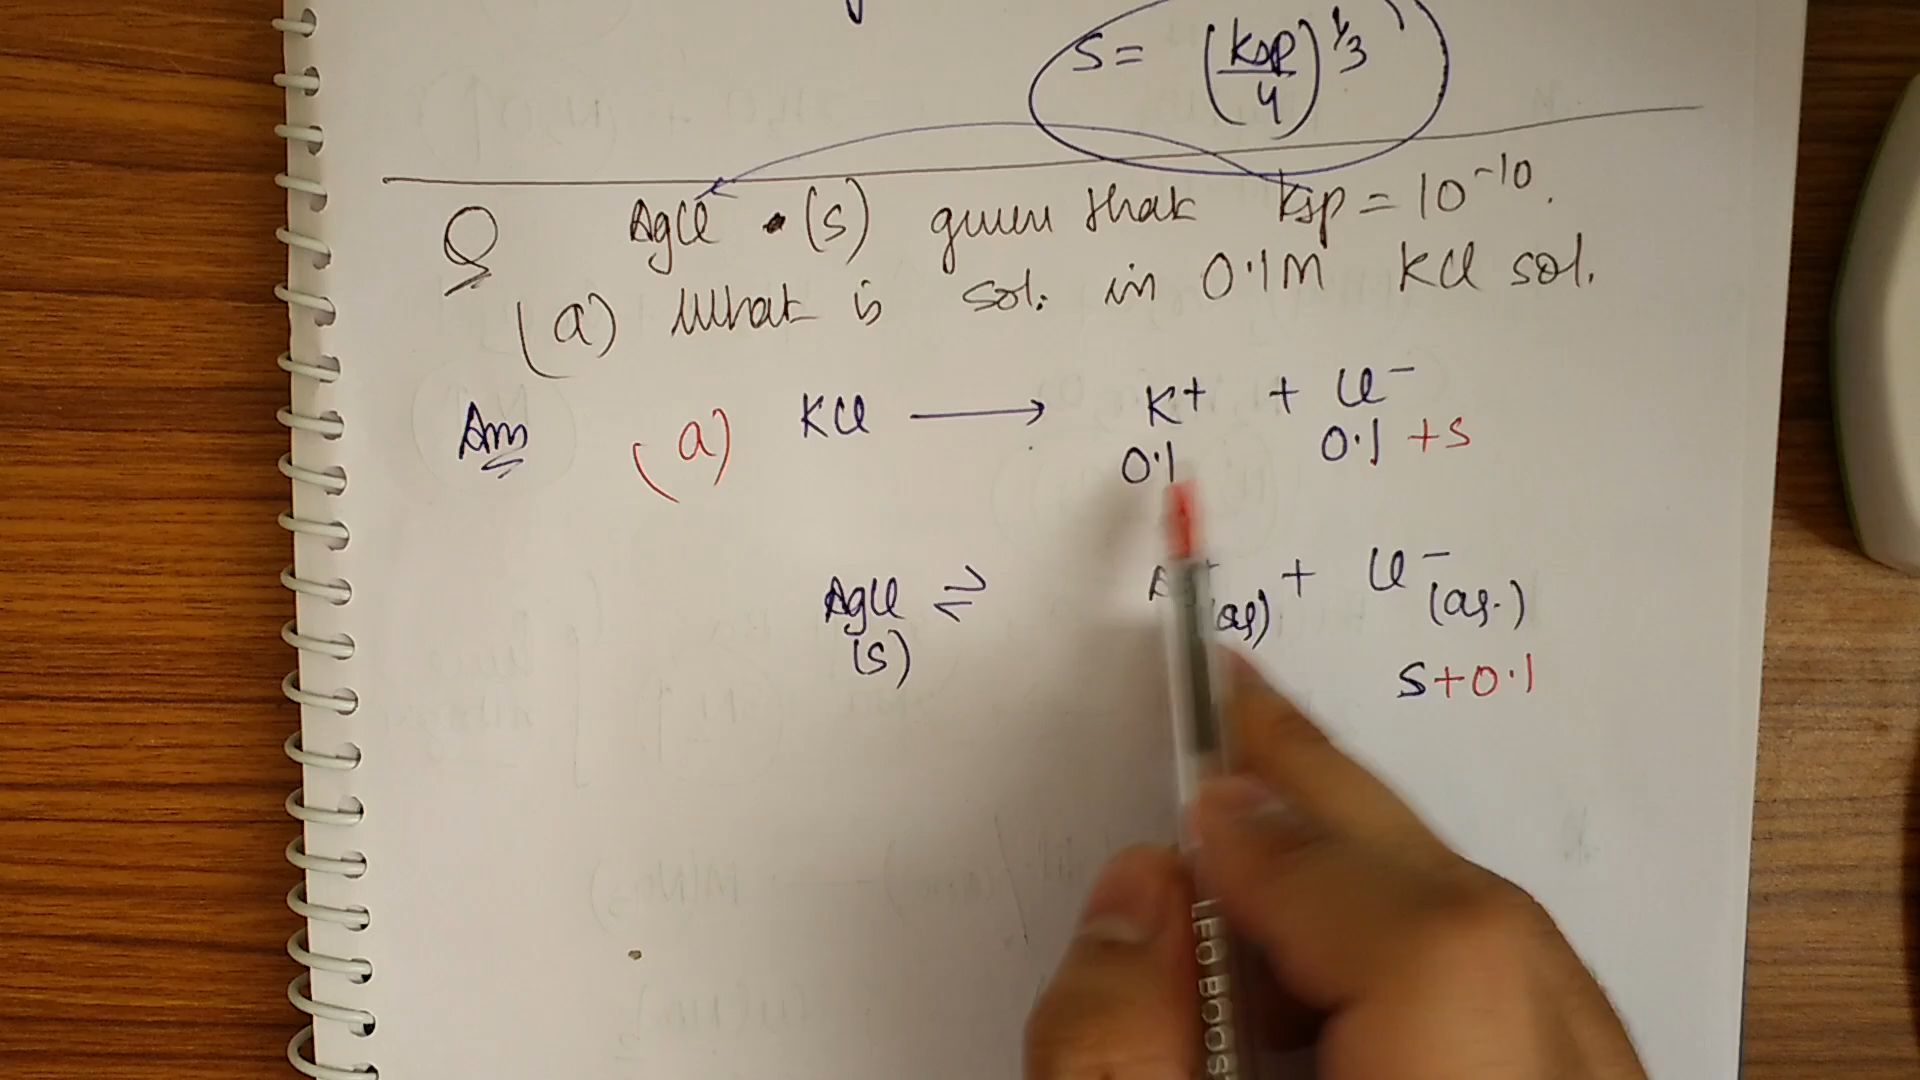 S = (Ksp/4)^1/3
Q AgCl (s) given that Ksp = 10^-10.
(a) What is sol. in 0.1M KCl sol.
Ans (a) KCl ⟶ K+ + Cl-
0.1 0.1 + S
AgCl ⇌ (aq) + Cl- (aq.)
(s) S+0.1